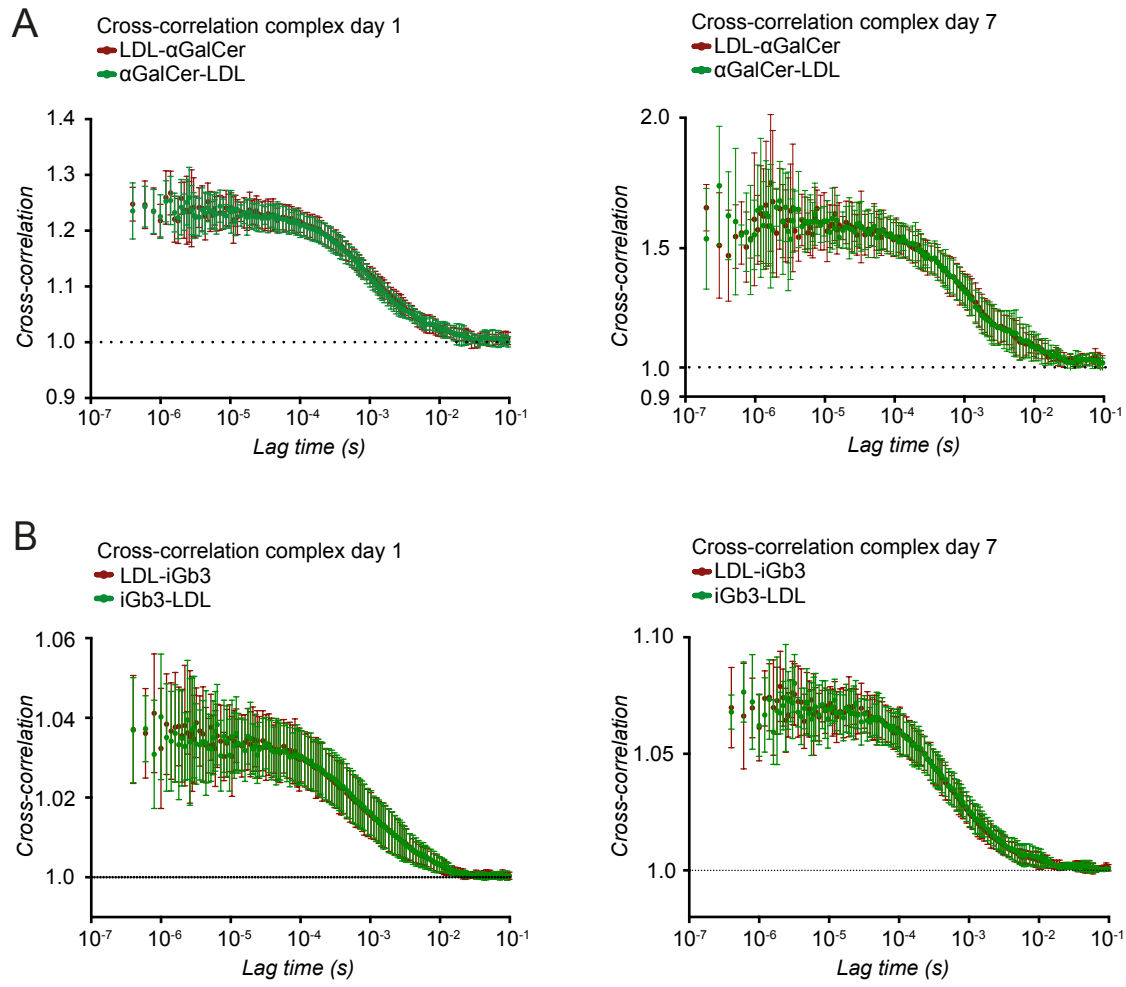 A
Cross-correlation complex day 1
LDL-αGalCer
αGalCer-LDL
1.4
1.3
1.2
1.1
1.0
0.9
Cross-correlation
10-7 10-6 10-5 10-4 10-3 10-2 10-1
Lag time (s)
Cross-correlation complex day 7
LDL-αGalCer
αGalCer-LDL
2.0
1.5
1.0
0.9
Cross-correlation
10-7 10-6 10-5 10-4 10-3 10-2 10-1
Lag time (s)
B
Cross-correlation complex day 1
LDL-iGb3
iGb3-LDL
1.06
1.04
1.02
1.0
Cross-correlation
10-7 10-6 10-5 10-4 10-3 10-2 10-1
Lag time (s)
Cross-correlation complex day 7
LDL-iGb3
iGb3-LDL
1.10
1.05
1.0
Cross-correlation
10-7 10-6 10-5 10-4 10-3 10-2 10-1
Lag time (s)